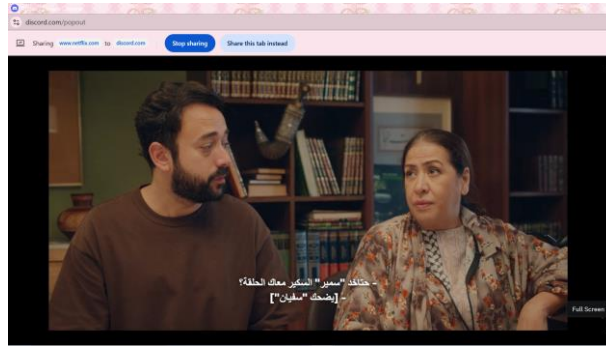 discord.com/popout
Sharing www.netflix.com to discord.com Stop sharing Share this tab instead
- حتاخد "سمير" السكير معاك الحلقة؟
- [يضحك "سفيان"]
Full Screen